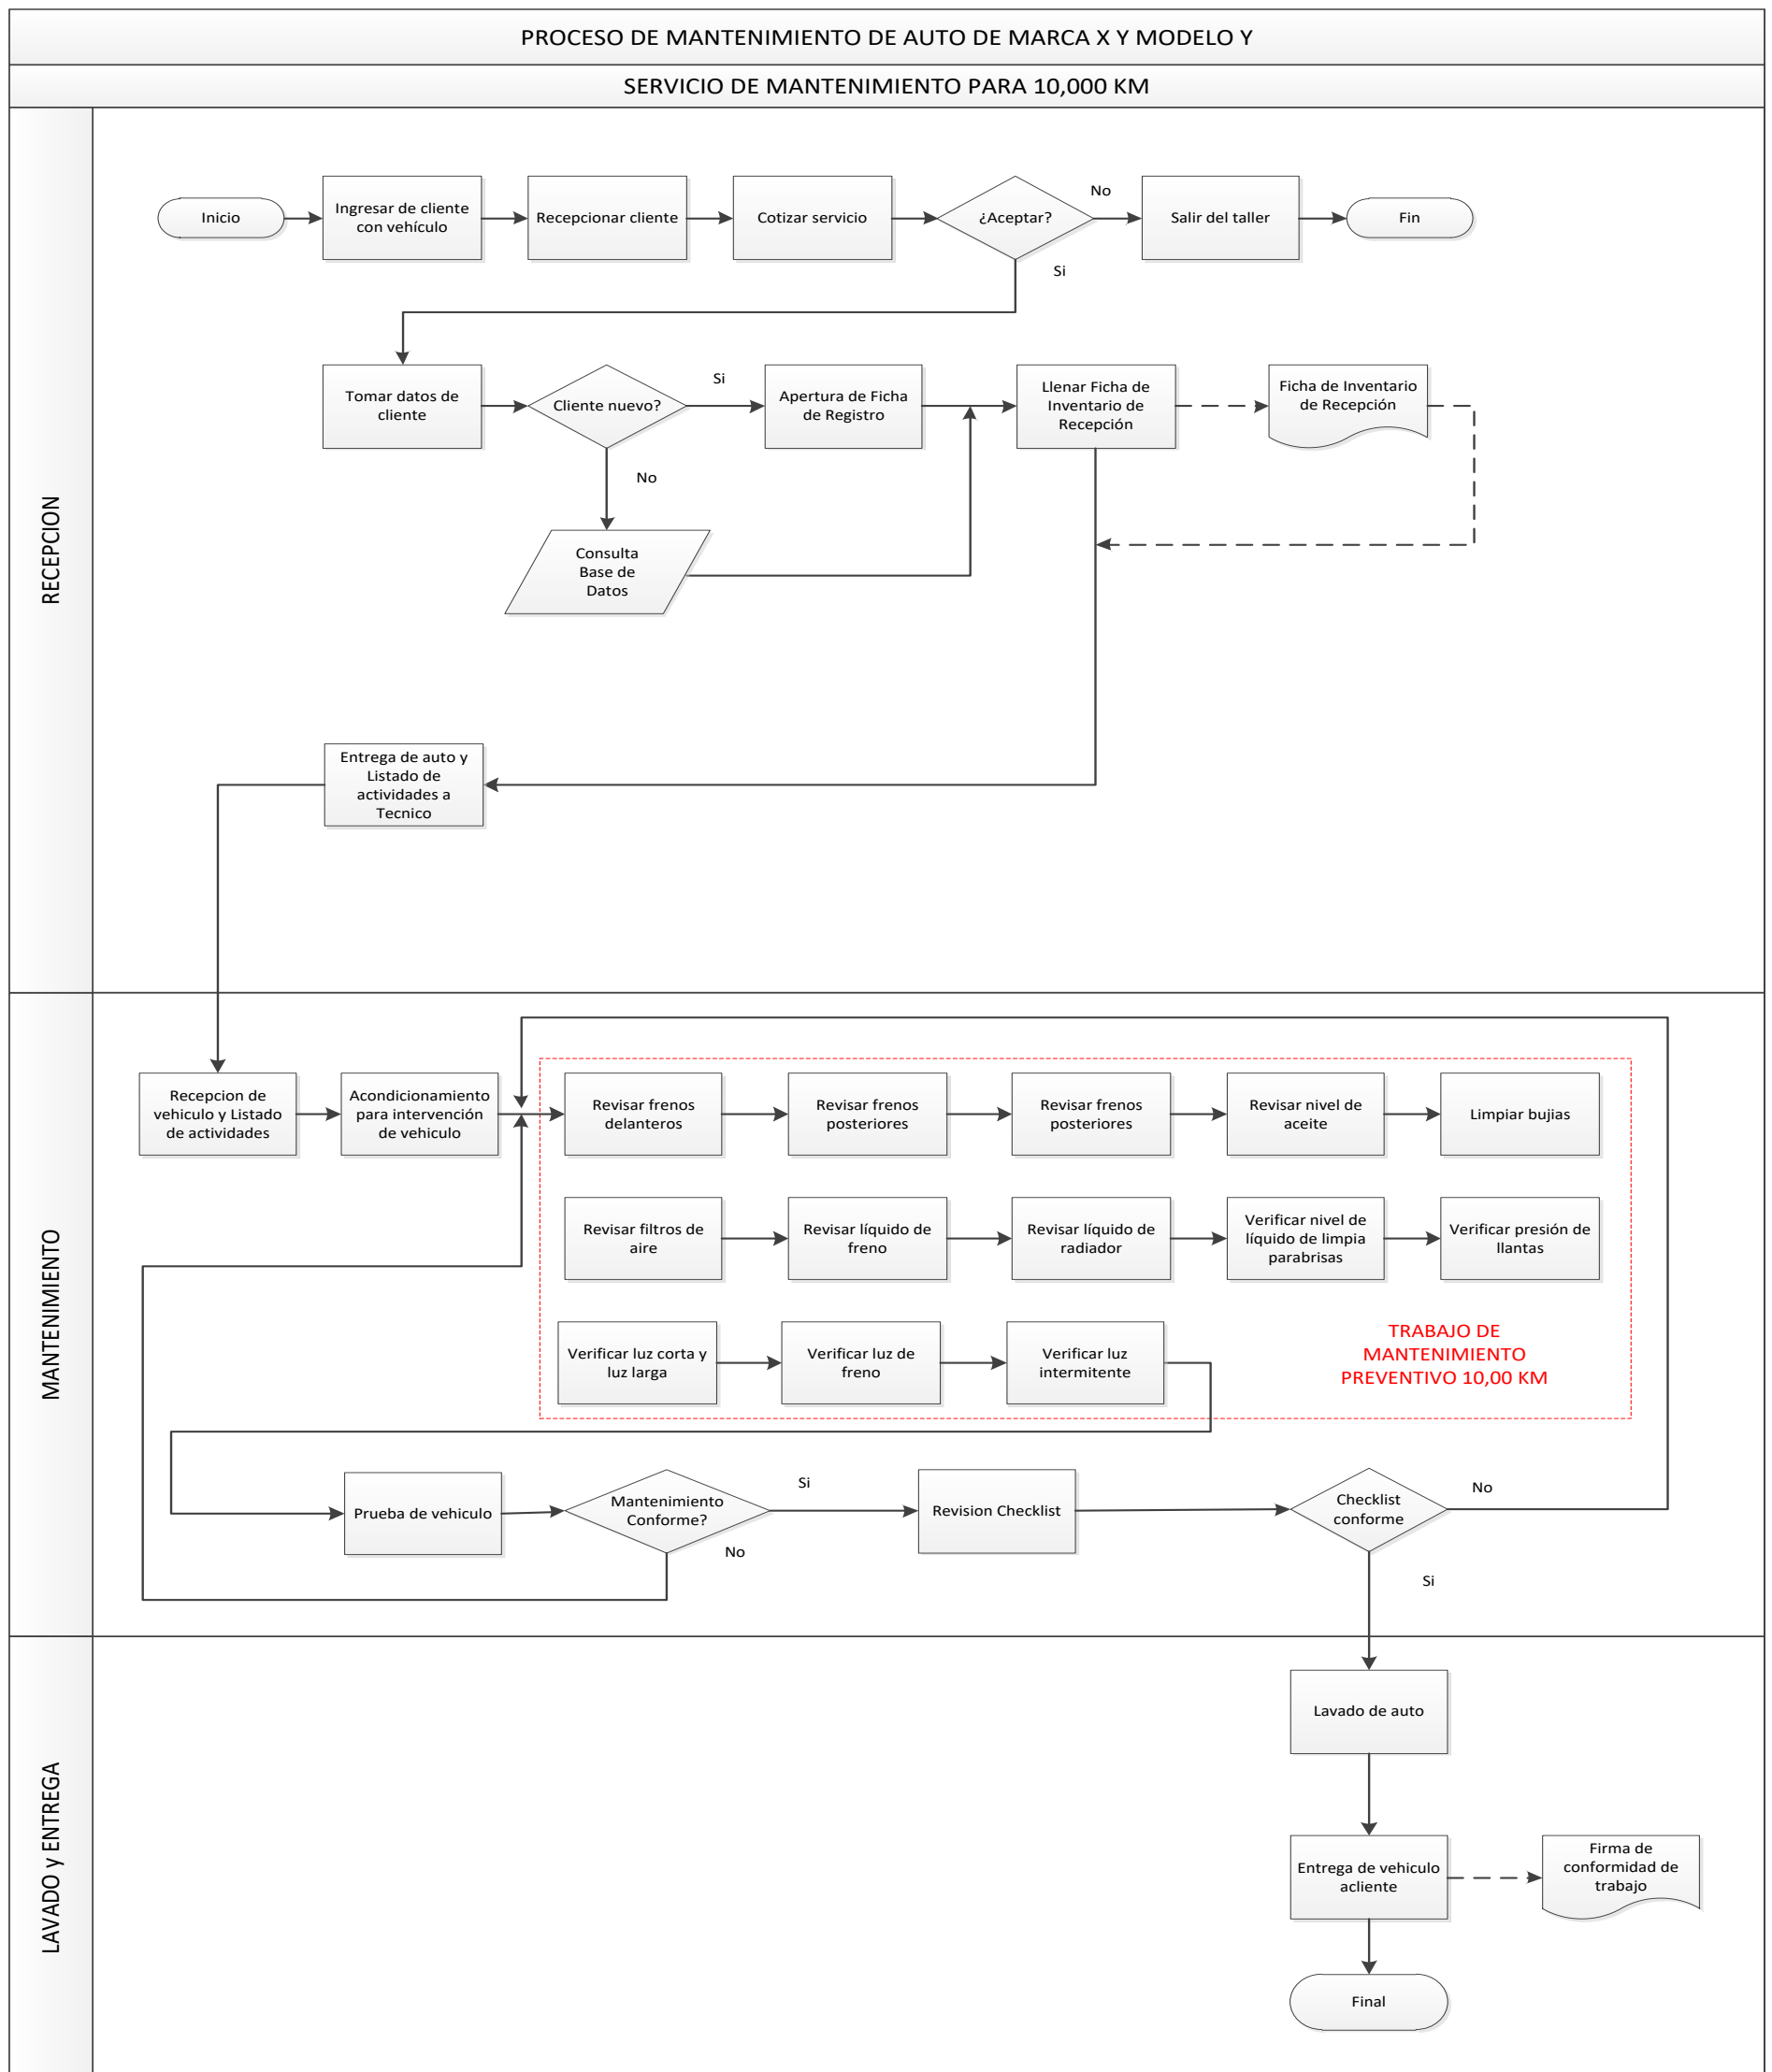 PROCESO DE MANTENIMIENTO DE AUTO DE MARCA X Y MODELO Y
SERVICIO DE MANTENIMIENTO PARA 10,000 KM
RECEPCION
Inicio
Ingresar de cliente
con vehículo
Recepcionar cliente
Cotizar servicio
¿Aceptar?
No
Si
Salir del taller
Fin
Tomar datos de
cliente
Cliente nuevo?
Si
No
Apertura de Ficha
de Registro
Llenar Ficha de
Inventario de
Recepción
Ficha de Inventario
de Recepción
Consulta
Base de
Datos
Entrega de auto y
Listado de
actividades a
Tecnico
MANTENIMIENTO
Recepcion de
vehiculo y Listado
de actividades
Acondicionamiento
para intervención
de vehiculo
Revisar frenos
delanteros
Revisar frenos
posteriores
Revisar frenos
posteriores
Revisar nivel de
aceite
Limpiar bujias
Revisar filtros de
aire
Revisar líquido de
freno
Revisar líquido de
radiador
Verificar nivel de
líquido de limpia
parabrisas
Verificar presión de
llantas
Verificar luz corta y
luz larga
Verificar luz de
freno
Verificar luz
intermitente
TRABAJO DE
MANTENIMIENTO
PREVENTIVO 10,00 KM
Prueba de vehiculo
Mantenimiento
Conforme?
Si
No
Revision Checklist
Checklist
conforme
No
Si
LAVADO y ENTREGA
Lavado de auto
Entrega de vehiculo
acliente
Firma de
conformidad de
trabajo
Final